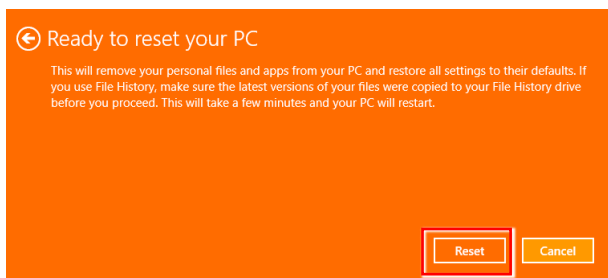 Ready to reset your PC
This will remove your personal files and apps from your PC and restore all settings to their defaults. If
you use File History, make sure the latest versions of your files were copied to your File History drive
before you proceed. This will take a few minutes and your PC will restart.
Reset
Cancel